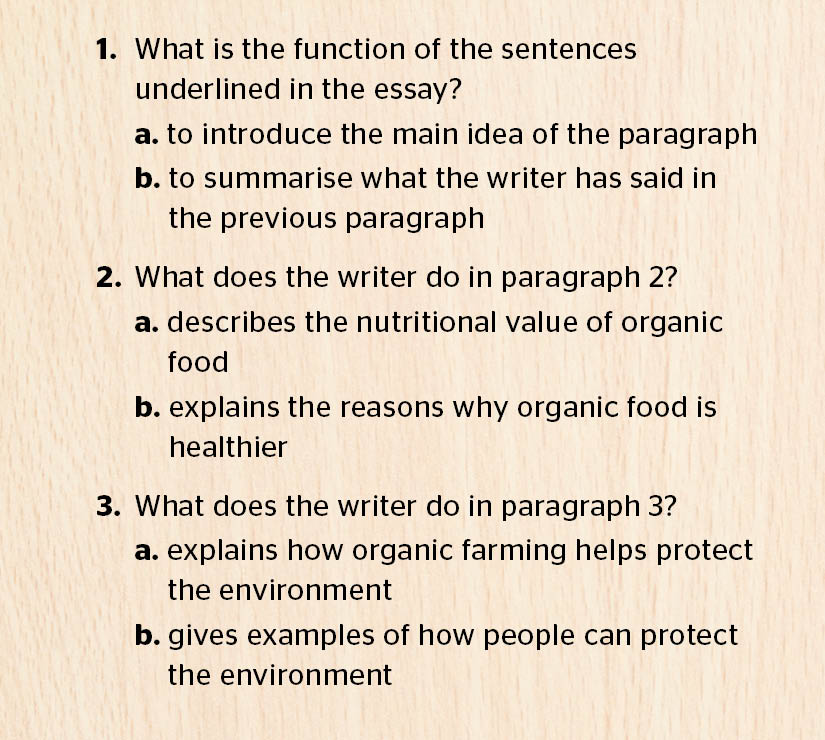 1. What is the function of the sentences
underlined in the essay?
a. to introduce the main idea of the paragraph
b. to summarise what the writer has said in
the previous paragraph
2. What does the writer do in paragraph 2?
a. describes the nutritional value of organic
food
b. explains the reasons why organic food is
healthier
3. What does the writer do in paragraph 3?
a. explains how organic farming helps protect
the environment
b. gives examples of how people can protect
the environment